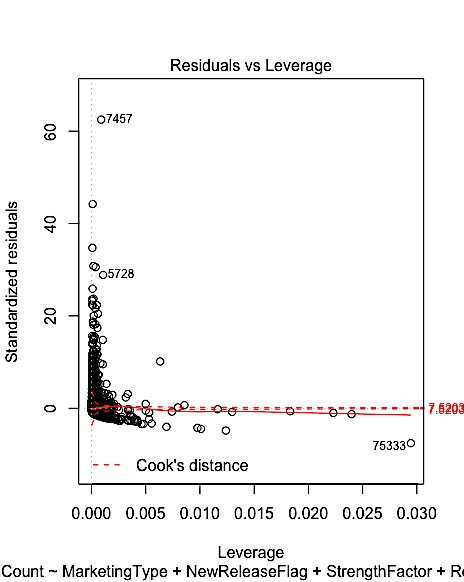 Residuals vs Leverage
Standardized residuals
60
40
20
0
7457
5728
75333
Cook's distance
0.000 0.005 0.010 0.015 0.020 0.025 0.030
Leverage
Count ~ MarketingType + NewReleaseFlag + StrengthFactor + Re